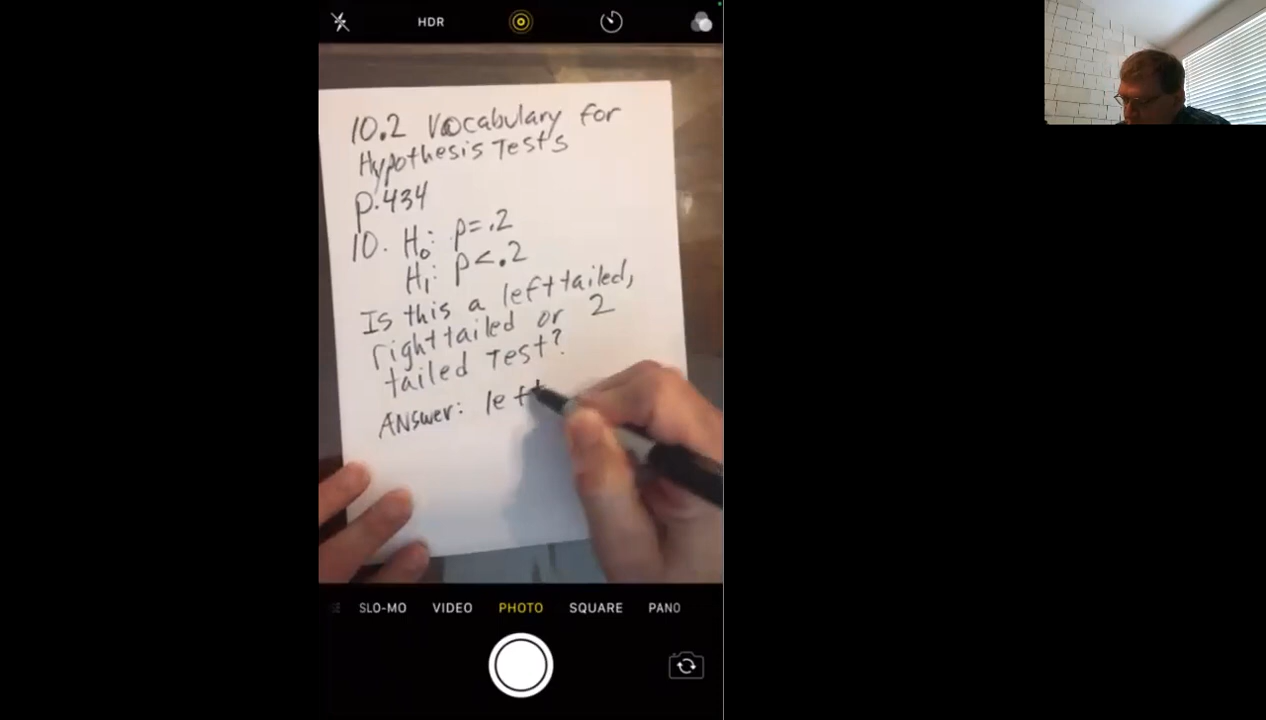 HDR
10.2 Vocabulary for
Hypothesis Tests
p.434
10. H₀: p=.2
H₁: p<.2
Is this a left tailed,
right tailed or 2
tailed Test?
Answer: left
SLO-MO VIDEO PHOTO SQUARE PANO